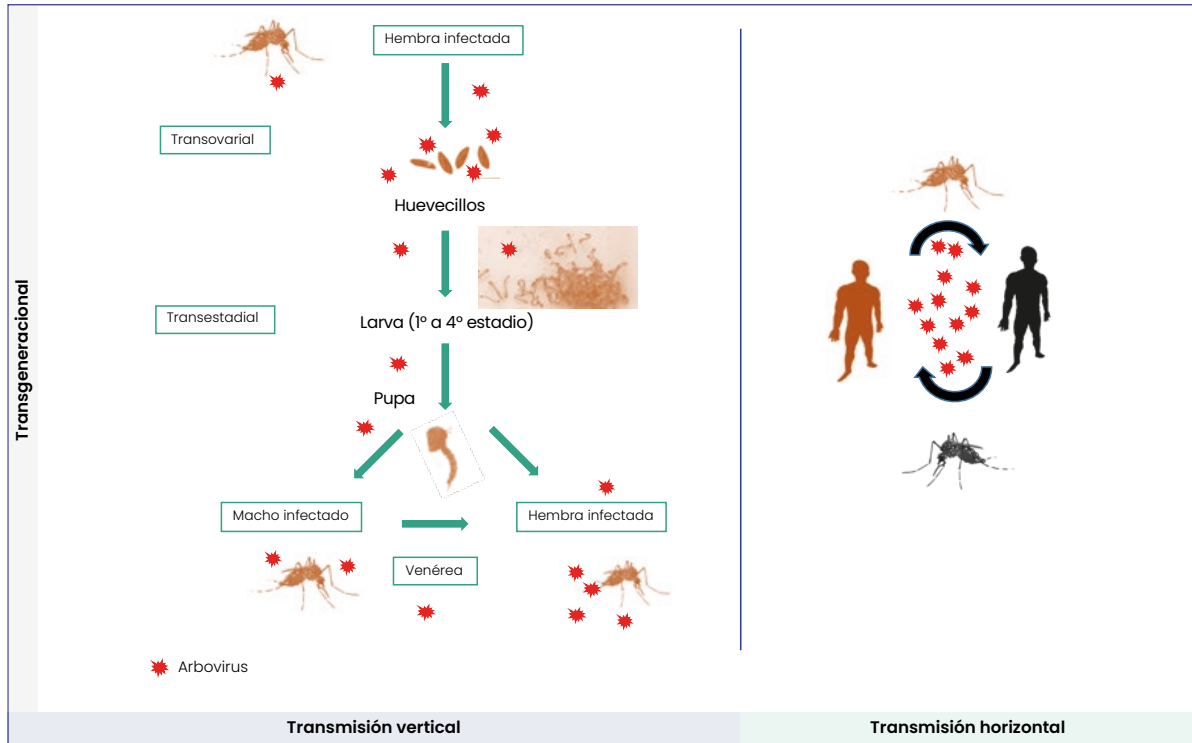 Hembra infectada
Transovarial
Huevecillos
Transestadial
Larva (1º a 4º estadio)
Pupa
Macho infectado
Hembra infectada
Venérea
Arbovirus
Transgeneracional
Transmisión vertical
Transmisión horizontal